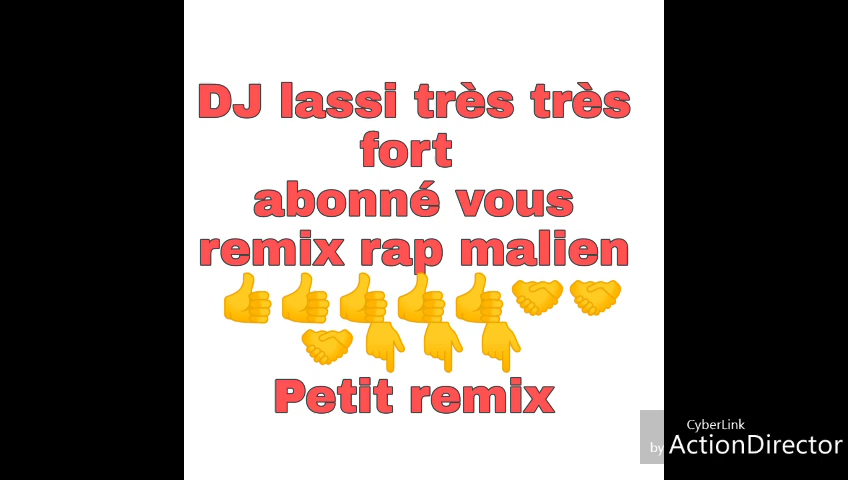 DJ lassi très très
fort
abonné vous
remix rap malien
👍👍👍👍👍🤝🤝
🤝👇👇👇
Petit remix
CyberLink
by ActionDirector